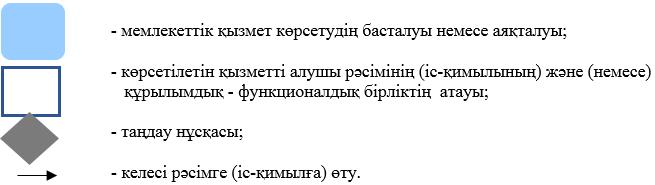 - мемлекеттік қызмет көрсетудің басталуы немесе аяқталуы;
- көрсетілетін қызметті алушы рәсімінің (іс-қимылының) және (немесе)
құрылымдық - функционалдық бірліктің атауы;
- таңдау нұсқасы;
- келесі рәсімге (іс-қимылға) өту.